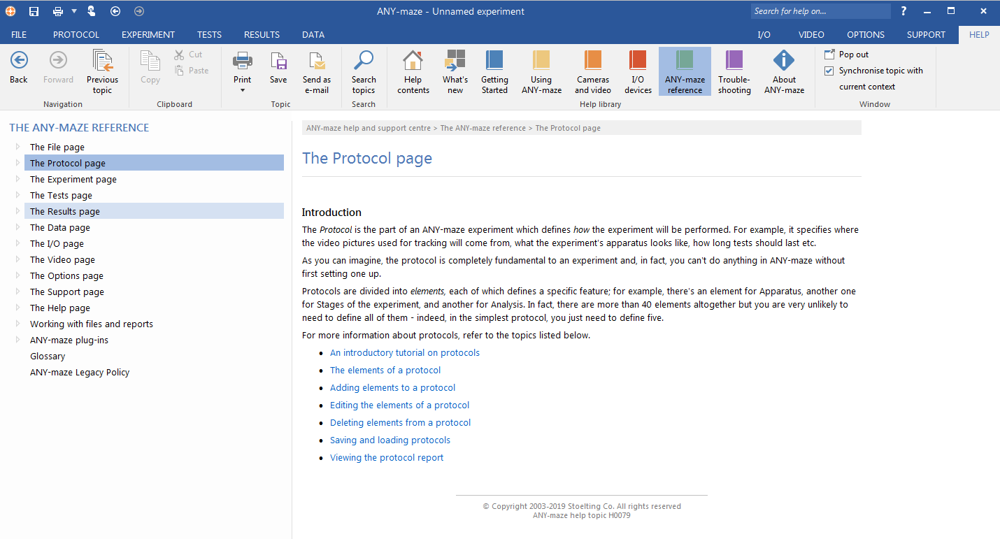 ANY-maze - Unnamed experiment
Search for help on...
?
FILE PROTOCOL EXPERIMENT TESTS RESULTS DATA I/O VIDEO OPTIONS SUPPORT HELP
Back
Forward
Previous
topic
Navigation
Copy
Cut
Paste
Clipboard
Print
Save
Send as
e-mail
Topic
Search
topics
Search
Help
contents
What's
new
Getting
Started
Using
ANY-maze
Cameras
and video
I/O
devices
ANY-maze
reference
Trouble-
shooting
About
ANY-maze
Help library
Pop out
Synchronise topic with
current context
Window
THE ANY-MAZE REFERENCE
The File page
The Protocol page
The Experiment page
The Tests page
The Results page
The Data page
The I/O page
The Video page
The Options page
The Support page
The Help page
Working with files and reports
ANY-maze plug-ins
Glossary
ANY-maze Legacy Policy
ANY-maze help and support centre > The ANY-maze reference > The Protocol page
The Protocol page
Introduction
The Protocol is the part of an ANY-maze experiment which defines how the experiment will be performed. For example, it specifies where
the video pictures used for tracking will come from, what the experiment's apparatus looks like, how long tests should last etc.
As you can imagine, the protocol is completely fundamental to an experiment and, in fact, you can't do anything in ANY-maze without
first setting one up.
Protocols are divided into elements, each of which defines a specific feature; for example, there's an element for Apparatus, another one
for Stages of the experiment, and another for Analysis. In fact, there are more than 40 elements altogether but you are very unlikely to
need to define all of them - indeed, in the simplest protocol, you just need to define five.
For more information about protocols, refer to the topics listed below.
• An introductory tutorial on protocols
• The elements of a protocol
• Adding elements to a protocol
• Editing the elements of a protocol
• Deleting elements from a protocol
• Saving and loading protocols
• Viewing the protocol report
© Copyright 2003-2019 Stoelting Co. All rights reserved
ANY-maze help topic H0079